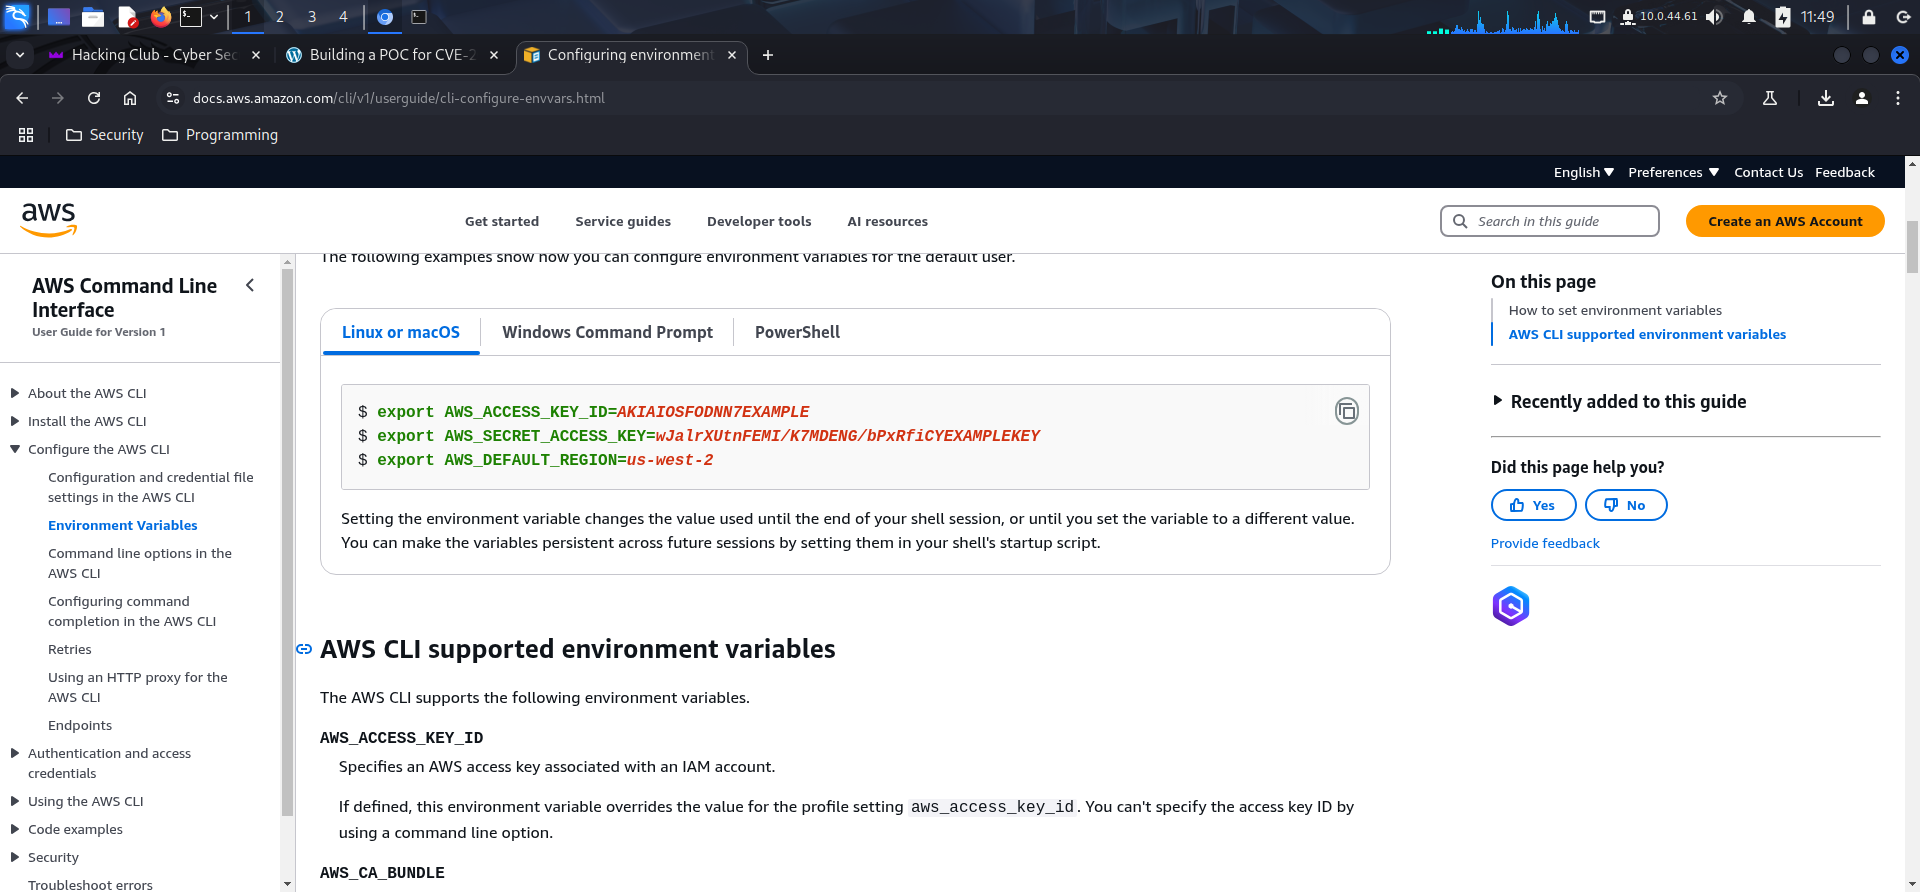 1 2 3 4
10.0.44.61
11:49
Hacking Club - Cyber Sec
Building a POC for CVE-2
Configuring environment
docs.aws.amazon.com/cli/v1/userguide/cli-configure-envvars.html
Security
Programming
English
Preferences
Contact Us
Feedback
aws
Get started
Service guides
Developer tools
AI resources
Search in this guide
Create an AWS Account
AWS Command Line
Interface
User Guide for Version 1
About the AWS CLI
Install the AWS CLI
Configure the AWS CLI
Configuration and credential file
settings in the AWS CLI
Environment Variables
Command line options in the
AWS CLI
Configuring command
completion in the AWS CLI
Retries
Using an HTTP proxy for the
AWS CLI
Endpoints
Authentication and access
credentials
Using the AWS CLI
Code examples
Security
Troubleshoot errors
The following examples show how you can configure environment variables for the default user.
Linux or macOS
Windows Command Prompt
PowerShell
$ export AWS_ACCESS_KEY_ID=AKIAIOSFODNN7EXAMPLE
$ export AWS_SECRET_ACCESS_KEY=wJalrXUtnFEMI/K7MDENG/bPxRfiCYEXAMPLEKEY
$ export AWS_DEFAULT_REGION=us-west-2
Setting the environment variable changes the value used until the end of your shell session, or until you set the variable to a different value.
You can make the variables persistent across future sessions by setting them in your shell's startup script.
AWS CLI supported environment variables
The AWS CLI supports the following environment variables.
AWS_ACCESS_KEY_ID
Specifies an AWS access key associated with an IAM account.
If defined, this environment variable overrides the value for the profile setting aws_access_key_id. You can't specify the access key ID by
using a command line option.
AWS_CA_BUNDLE
On this page
How to set environment variables
AWS CLI supported environment variables
Recently added to this guide
Did this page help you?
Yes
No
Provide feedback